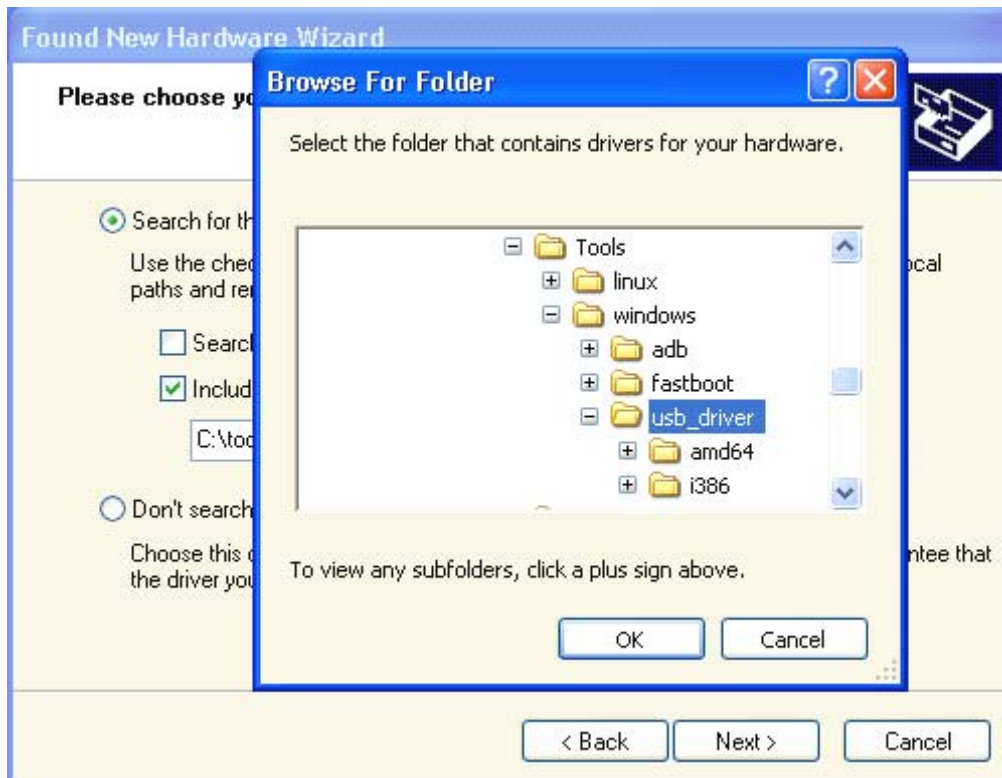 Found New Hardware Wizard
Browse For Folder
Please choose yo
Select the folder that contains drivers for your hardware.
Search for th
Use the chec
ocal
paths and re
Search
Includ
C:\too
Tools
linux
windows
adb
fastboot
usb_driver
amd64
i386
Don't search
Choose this
ntee that
the driver you
To view any subfolders, click a plus sign above.
OK
Cancel
< Back
Next >
Cancel